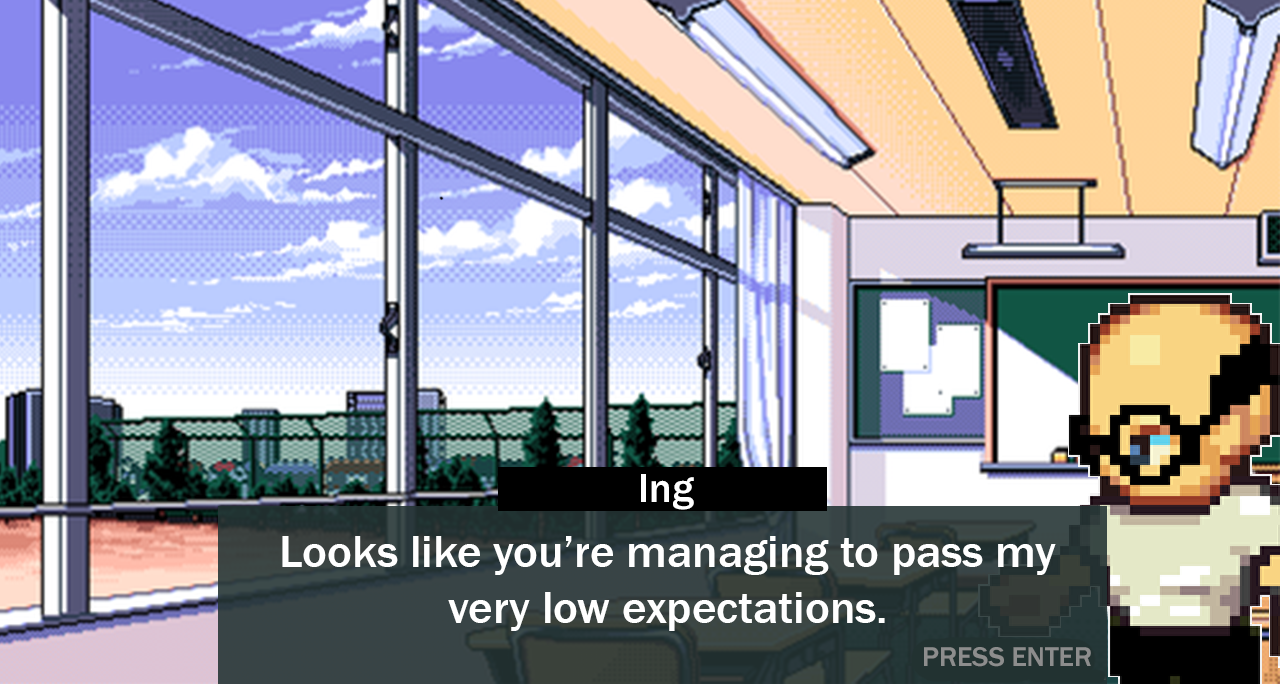 Ing
Looks like you’re managing to pass my
very low expectations.
PRESS ENTER